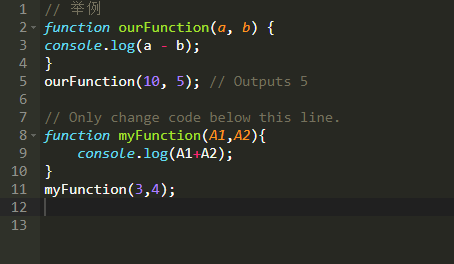 1 // 举例
2 function ourFunction(a, b) {
3 console.log(a - b);
4 }
5 ourFunction(10, 5); // Outputs 5
6
7 // Only change code below this line.
8 function myFunction(A1,A2){
9     console.log(A1+A2);
10 }
11 myFunction(3,4);
12
13